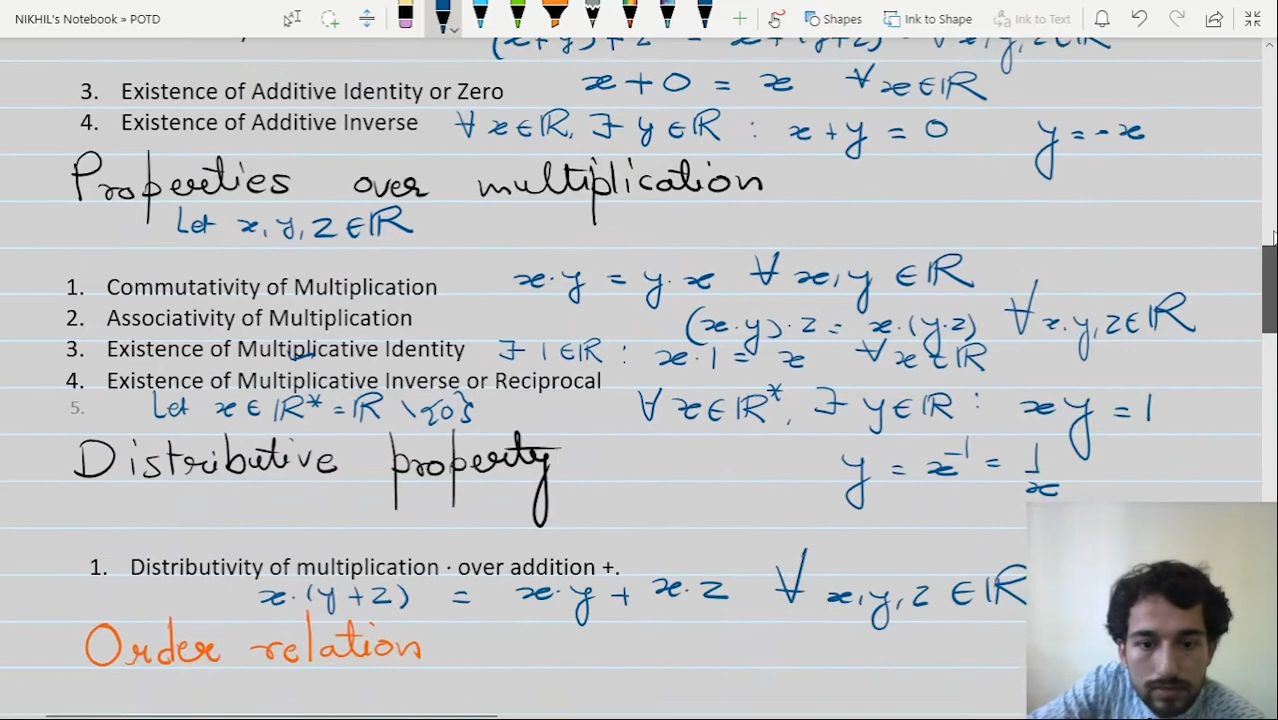 NIKHIL's Notebook » POTD
Shapes Ink to Shape Ink to Text
(x+y)+z = x+(y+z) ∀ x,y,z∈ℝ
3. Existence of Additive Identity or Zero x+0 = x ∀ x∈ℝ
4. Existence of Additive Inverse ∀ x∈ℝ, ∃ y∈ℝ : x+y = 0 y=-x
Properties over multiplication
Let x,y,z∈ℝ
1. Commutativity of Multiplication x·y = y·x ∀ x,y ∈ℝ
2. Associativity of Multiplication (x·y)·z = x·(y·z) ∀ x,y,z∈ℝ
3. Existence of Multiplicative Identity ∃ 1∈ℝ : x·1 = x ∀ x∈ℝ
4. Existence of Multiplicative Inverse or Reciprocal
5. Let x∈ℝ* = ℝ \{0} ∀ x∈ℝ*, ∃ y∈ℝ : xy = 1
Distributive property y = x⁻¹ = 1/x
1. Distributivity of multiplication · over addition +.
x·(y+z) = x·y + x·z ∀ x,y,z ∈ℝ
Order relation